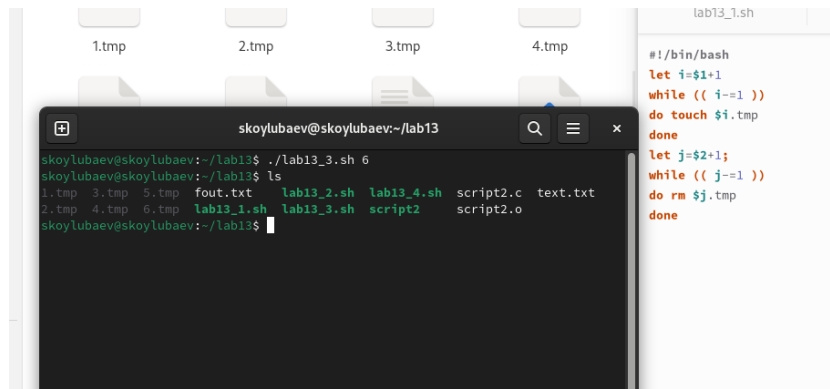 lab13_1.sh
1.tmp 2.tmp 3.tmp 4.tmp
skoylubaev@skoylubaev:~/lab13
skoylubaev@skoylubaev:~/lab13$ ./lab13_3.sh 6
skoylubaev@skoylubaev:~/lab13$ ls
1.tmp 3.tmp 5.tmp fout.txt lab13_2.sh lab13_4.sh script2.c text.txt
2.tmp 4.tmp 6.tmp lab13_1.sh lab13_3.sh script2 script2.o
skoylubaev@skoylubaev:~/lab13$
#!/bin/bash
let i=$1+1
while (( i-=1 ))
do touch $i.tmp
done
let j=$2+1;
while (( j-=1 ))
do rm $j.tmp
done